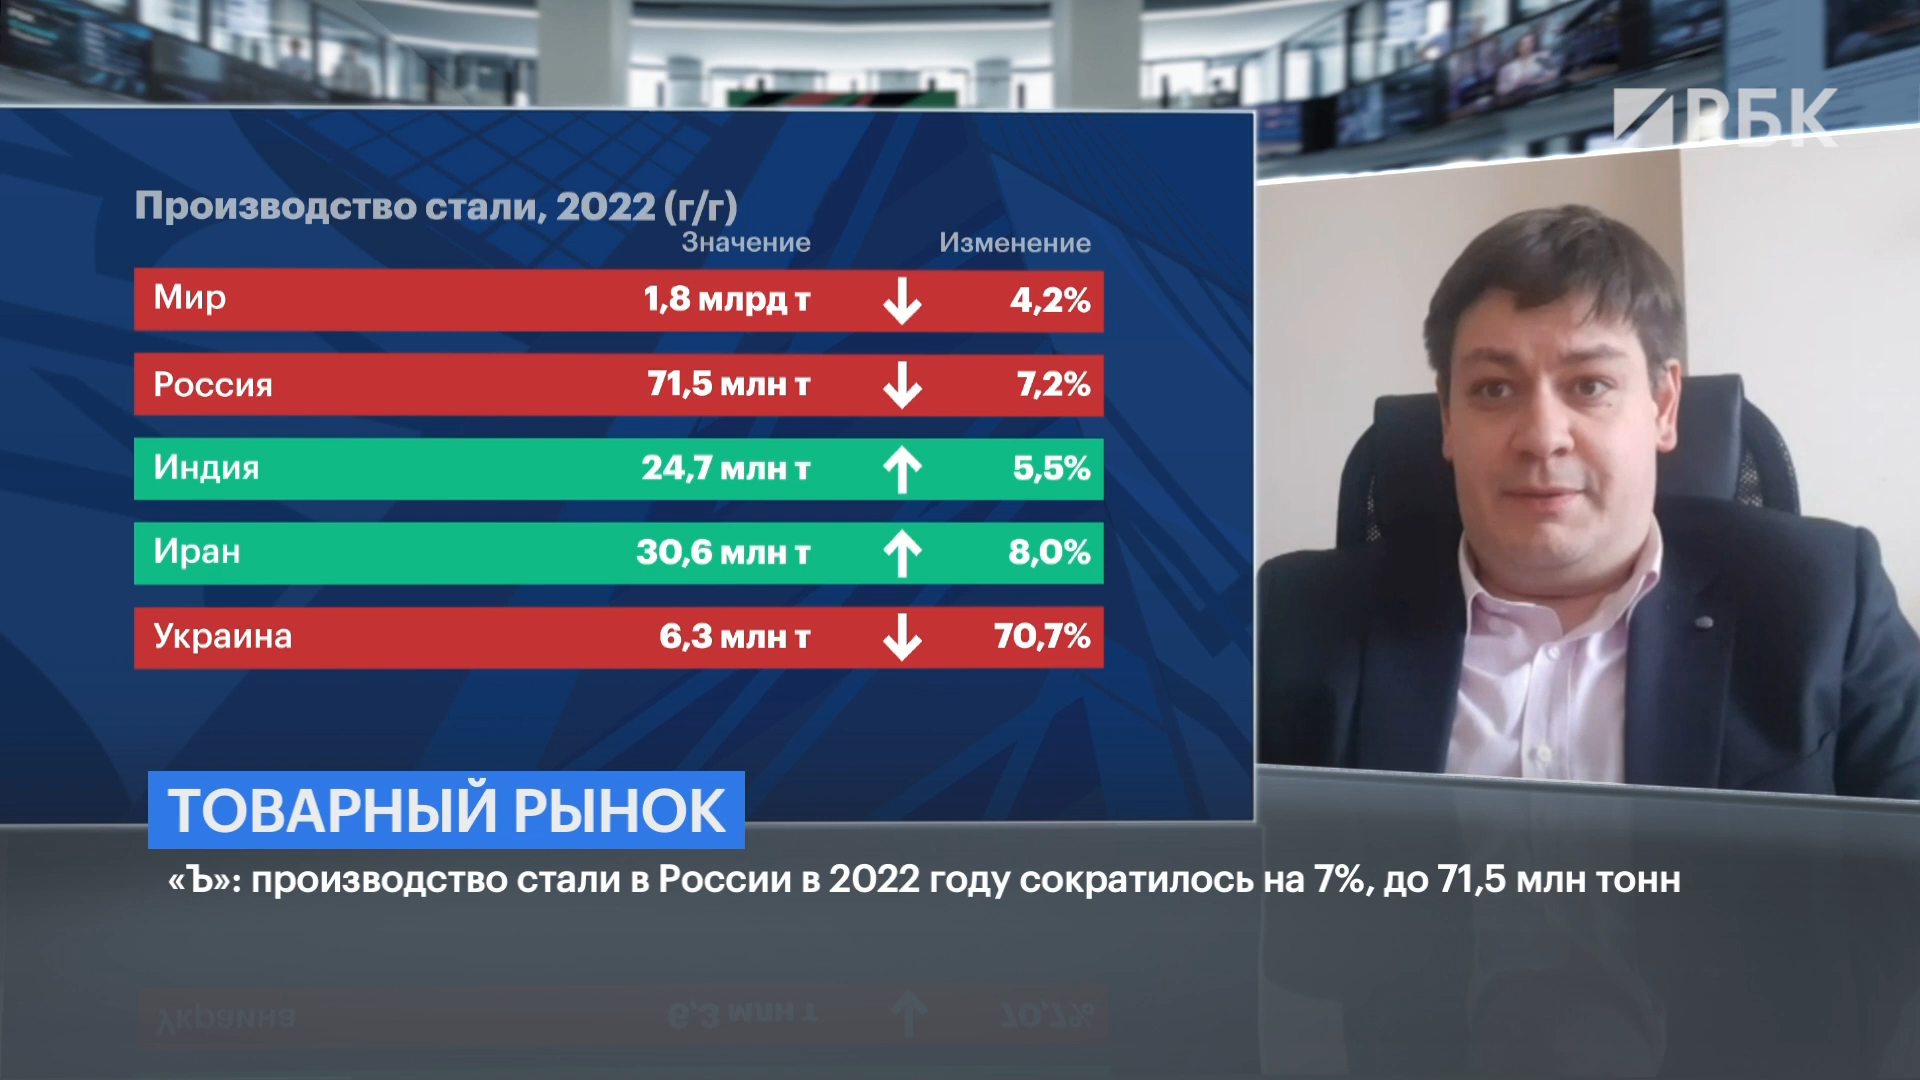 РБК
Производство стали, 2022 (г/г)
Значение Изменение
Мир 1,8 млрд т ↓ 4,2%
Россия 71,5 млн т ↓ 7,2%
Индия 24,7 млн т ↑ 5,5%
Иран 30,6 млн т ↑ 8,0%
Украина 6,3 млн т ↓ 70,7%
ТОВАРНЫЙ РЫНОК
«Ъ»: производство стали в России в 2022 году сократилось на 7%, до 71,5 млн тонн